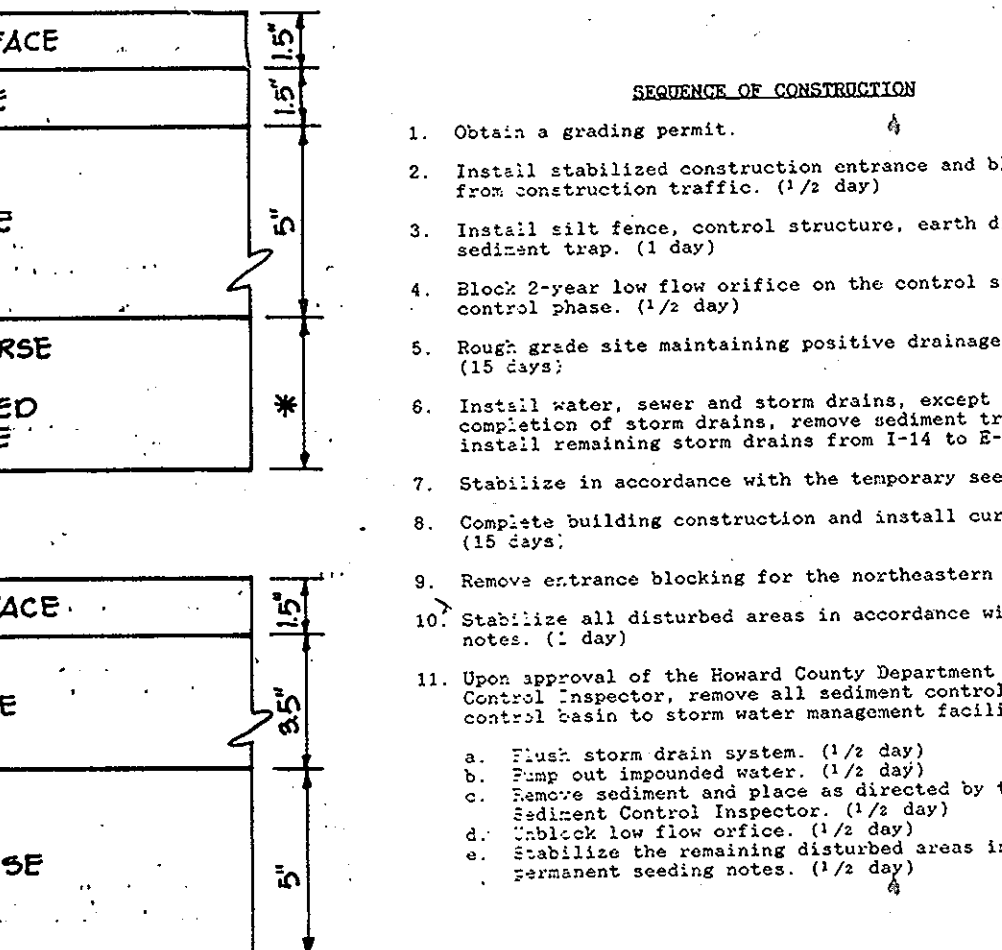 FACE
1.5"
1.5"
5"
RSE
ED
*
ACE
1.5"
3.5"
E
SE
5"
SEQUENCE OF CONSTRUCTION
1. Obtain a grading permit.
2. Install stabilized construction entrance and bl
from construction traffic. (1/2 day)
3. Install silt fence, control structure, earth d
sediment trap. (1 day)
4. Block 2-year low flow orifice on the control s
control phase. (1/2 day)
5. Rough grade site maintaining positive drainage
(15 days)
6. Install water, sewer and storm drains, except
completion of storm drains, remove sediment tr
install remaining storm drains from I-14 to E-
7. Stabilize in accordance with the temporary see
8. Complete building construction and install cur
(15 days)
9. Remove entrance blocking for the northeastern
10. Stabilize all disturbed areas in accordance wi
notes. (1 day)
11. Upon approval of the Howard County Department
Control Inspector, remove all sediment control
control basin to storm water management facili
a. Flush storm drain system. (1/2 day)
b. Pump out impounded water. (1/2 day)
c. Remove sediment and place as directed by t
Sediment Control Inspector. (1/2 day)
d. Unblock low flow orfice. (1/2 day)
e. Stabilize the remaining disturbed areas in
permanent seeding notes. (1/2 day)